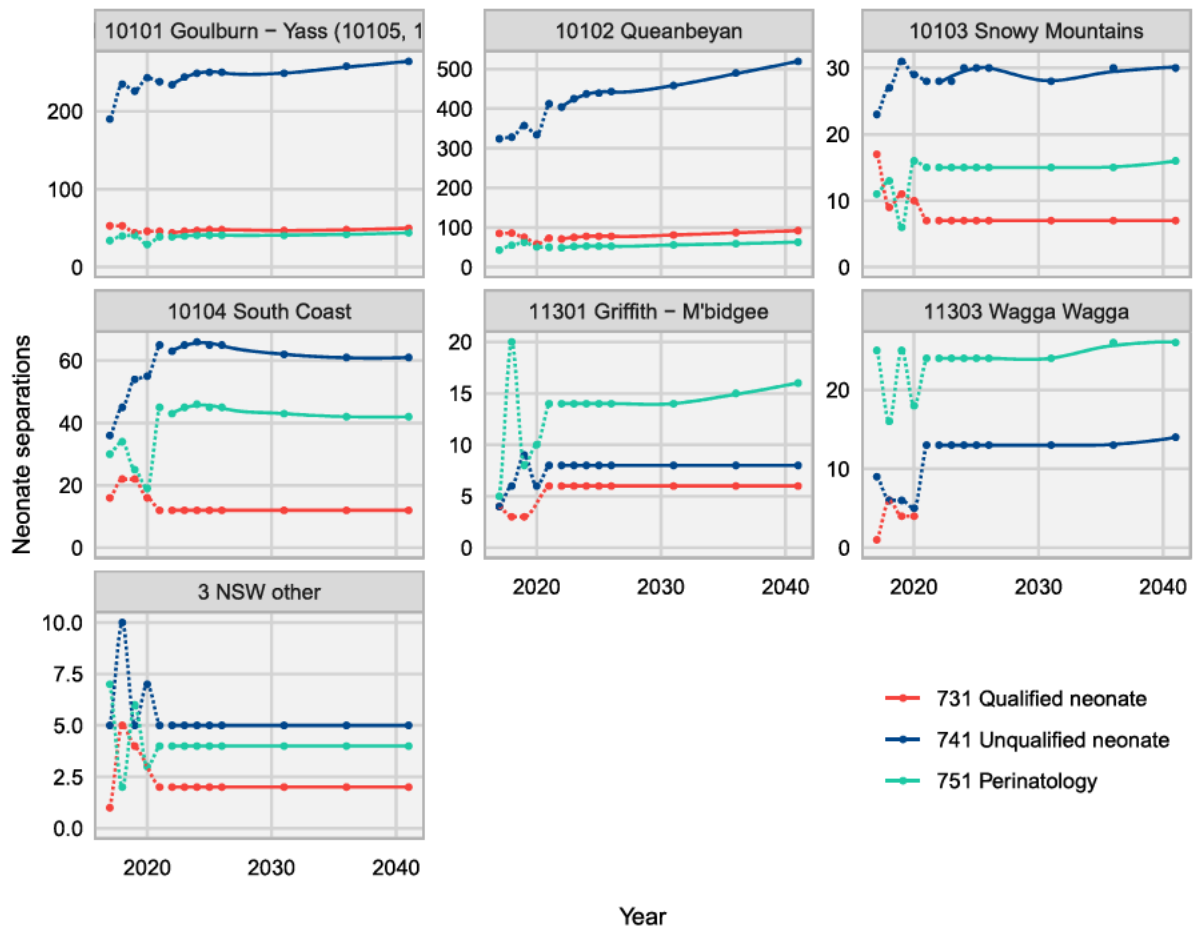 10101 Goulburn – Yass (10105, 1
10102 Queanbeyan
10103 Snowy Mountains
200
100
0
500
400
300
200
100
0
30
20
10
0
10104 South Coast
11301 Griffith – M'bidgee
11303 Wagga Wagga
60
40
20
0
20
15
10
5
0
20
10
0
2020 2030 2040
2020 2030 2040
Neonate separations
3 NSW other
10.0
7.5
5.0
2.5
0.0
2020 2030 2040
731 Qualified neonate
741 Unqualified neonate
751 Perinatology
Year